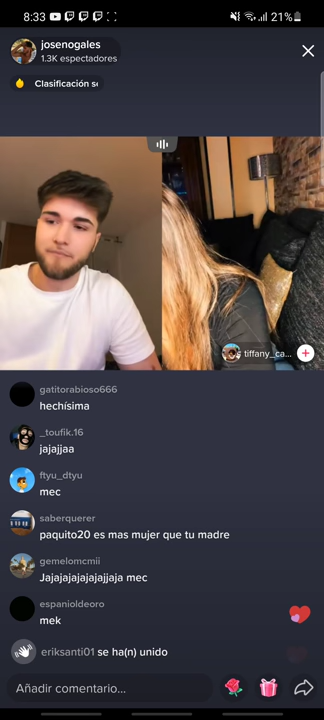 8:33
21%
josenogales
1.3K espectadores
Clasificación se
tiffany_ca...
gatitorabioso666
hechísima
_toufik.16
jajajjaa
ftyu_dtyu
mec
saberquerer
paquito20 es mas mujer que tu madre
gemelomcmii
Jajajajajajajjaja mec
espanioldeoro
mek
eriksanti01 se ha(n) unido
Añadir comentario...